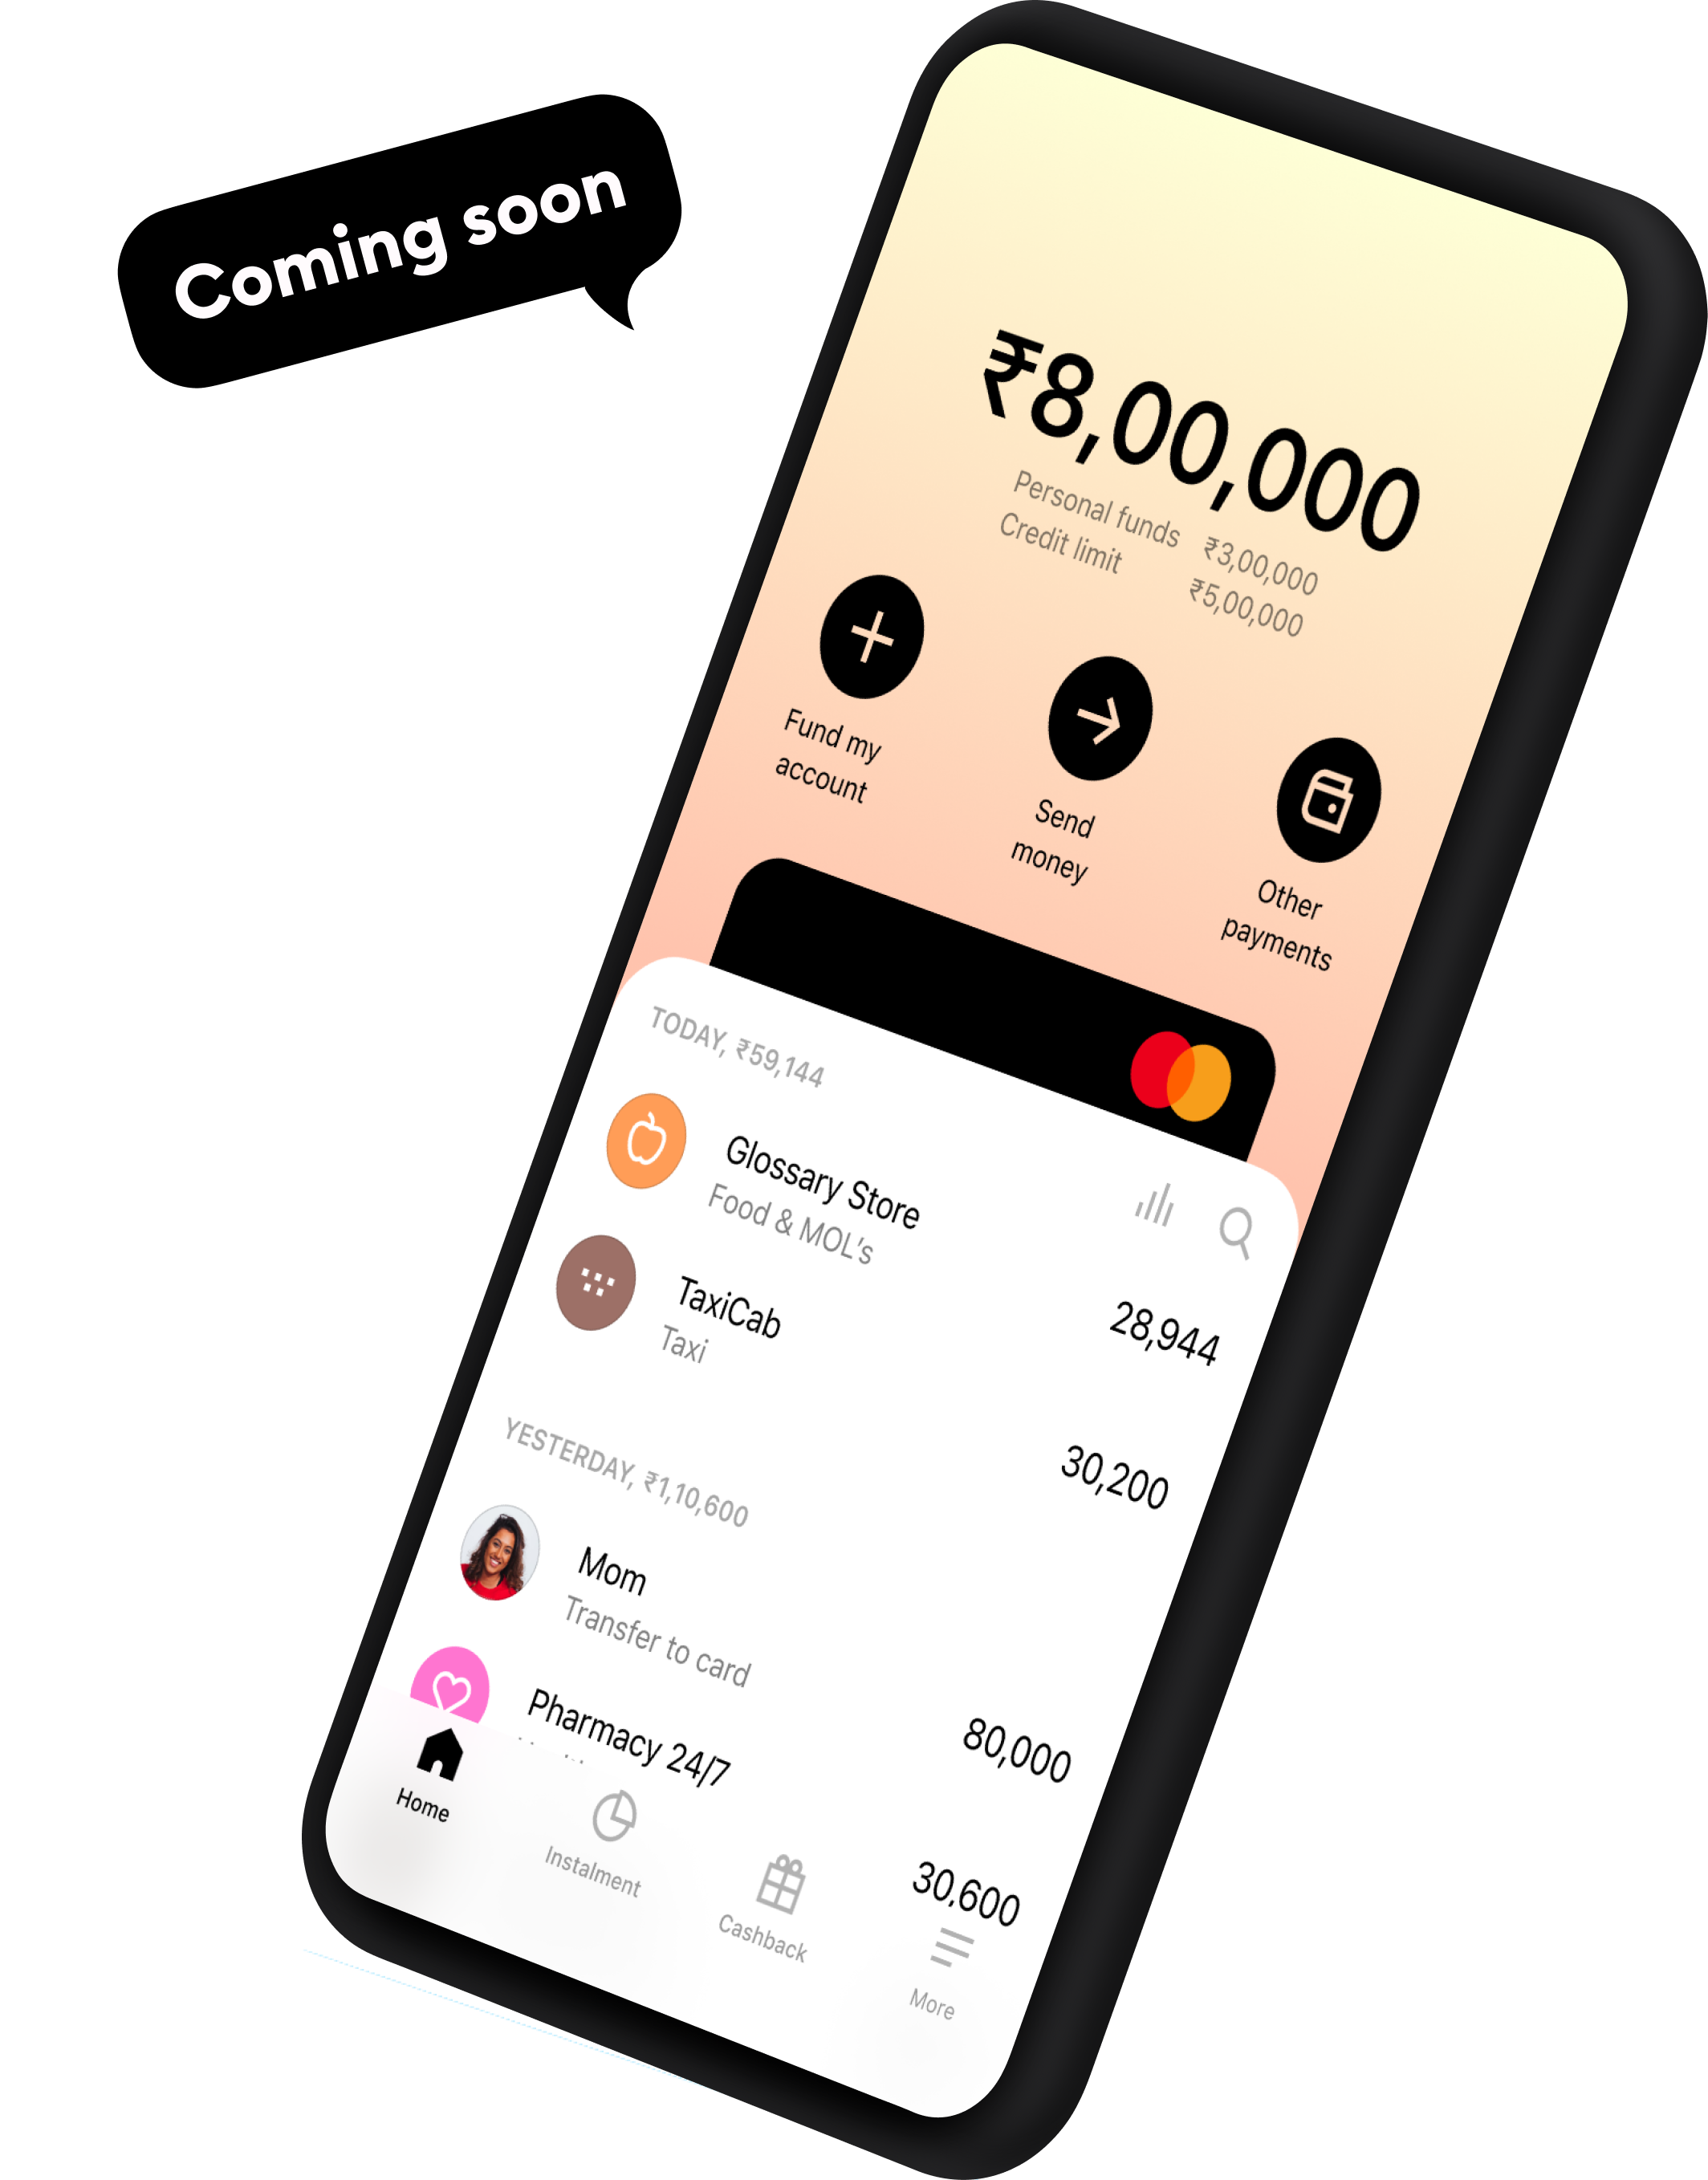 Coming soon
₹8,00,000
Personal funds ₹3,00,000
Credit limit ₹5,00,000
Fund my
account
Send
money
Other
payments
TODAY, ₹59,144
Glossary Store
Food & MOL's
28,944
TaxiCab
Taxi
30,200
YESTERDAY, ₹1,10,600
Mom
Transfer to card
80,000
Pharmacy 24/7
30,600
Home
Instalment
Cashback
More